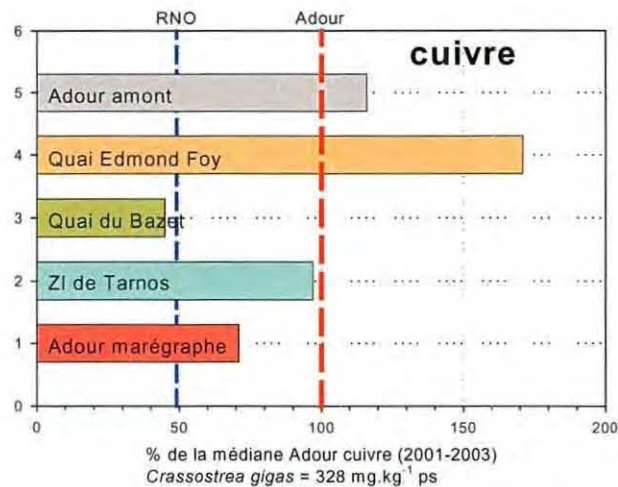 RNO Adour
6
cuivre
5 Adour amont
4 Quai Edmond Foy
3 Quai du Bazet
2 ZI de Tarnos
1 Adour marégraphe
0
0 50 100 150 200
% de la médiane Adour cuivre (2001-2003)
Crassostrea gigas = 328 mg.kg⁻¹ ps